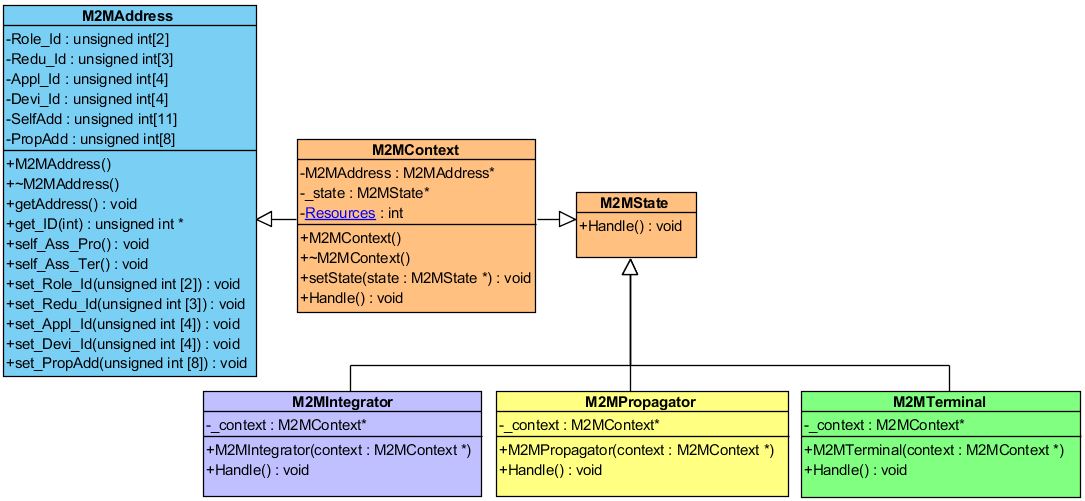 M2MAddress
-Role_Id : unsigned int[2]
-Redu_Id : unsigned int[3]
-Appl_Id : unsigned int[4]
-Devi_Id : unsigned int[4]
-SelfAdd : unsigned int[11]
-PropAdd : unsigned int[8]
+M2MAddress()
+~M2MAddress()
+getAddress() : void
+get_ID(int) : unsigned int *
+self_Ass_Pro() : void
+self_Ass_Ter() : void
+set_Role_Id(unsigned int [2]) : void
+set_Redu_Id(unsigned int [3]) : void
+set_Appl_Id(unsigned int [4]) : void
+set_Devi_Id(unsigned int [4]) : void
+set_PropAdd(unsigned int [8]) : void
M2MContext
-M2MAddress : M2MAddress*
-_state : M2MState*
-Resources : int
+M2MContext()
+~M2MContext()
+setState(state : M2MState *) : void
+Handle() : void
M2MState
+Handle() : void
M2MIntegrator
-_context : M2MContext*
+M2MIntegrator(context : M2MContext *)
+Handle() : void
M2MPropagator
-_context : M2MContext*
+M2MPropagator(context : M2MContext *)
+Handle() : void
M2MTerminal
-_context : M2MContext*
+M2MTerminal(context : M2MContext *)
+Handle() : void